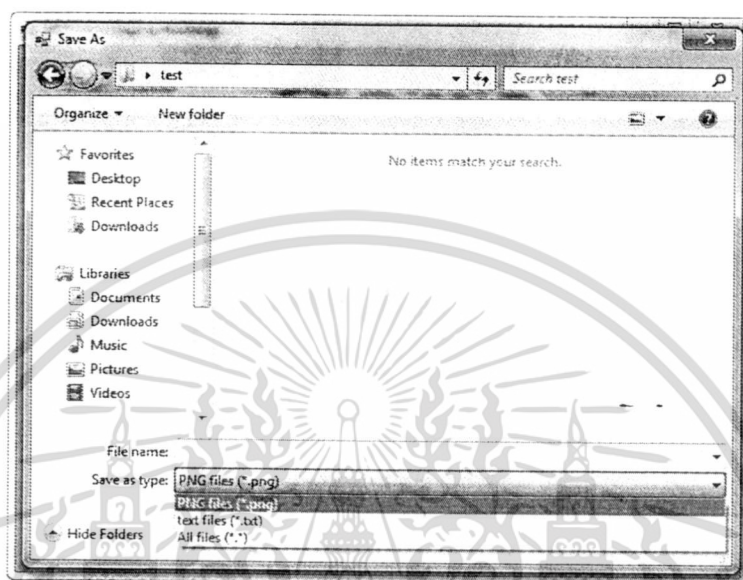 Save As
test
Search test
Organize
New folder
No items match your search.
Favorites
Desktop
Recent Places
Downloads
Libraries
Documents
Downloads
Music
Pictures
Videos
File name:
Save as type: PNG files (*.png)
PNG files (*.png)
text files (*.txt)
All files (*.*)
Hide Folders